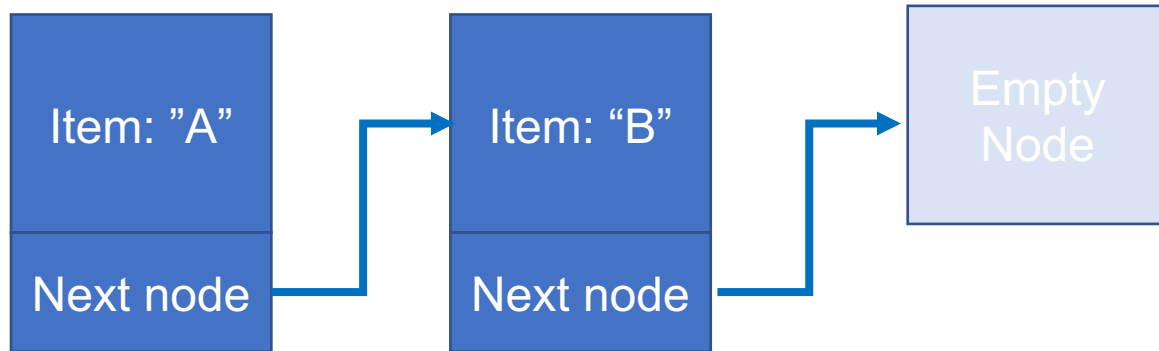 Item: ”A”
Next node
Item: “B”
Next node
Empty
Node